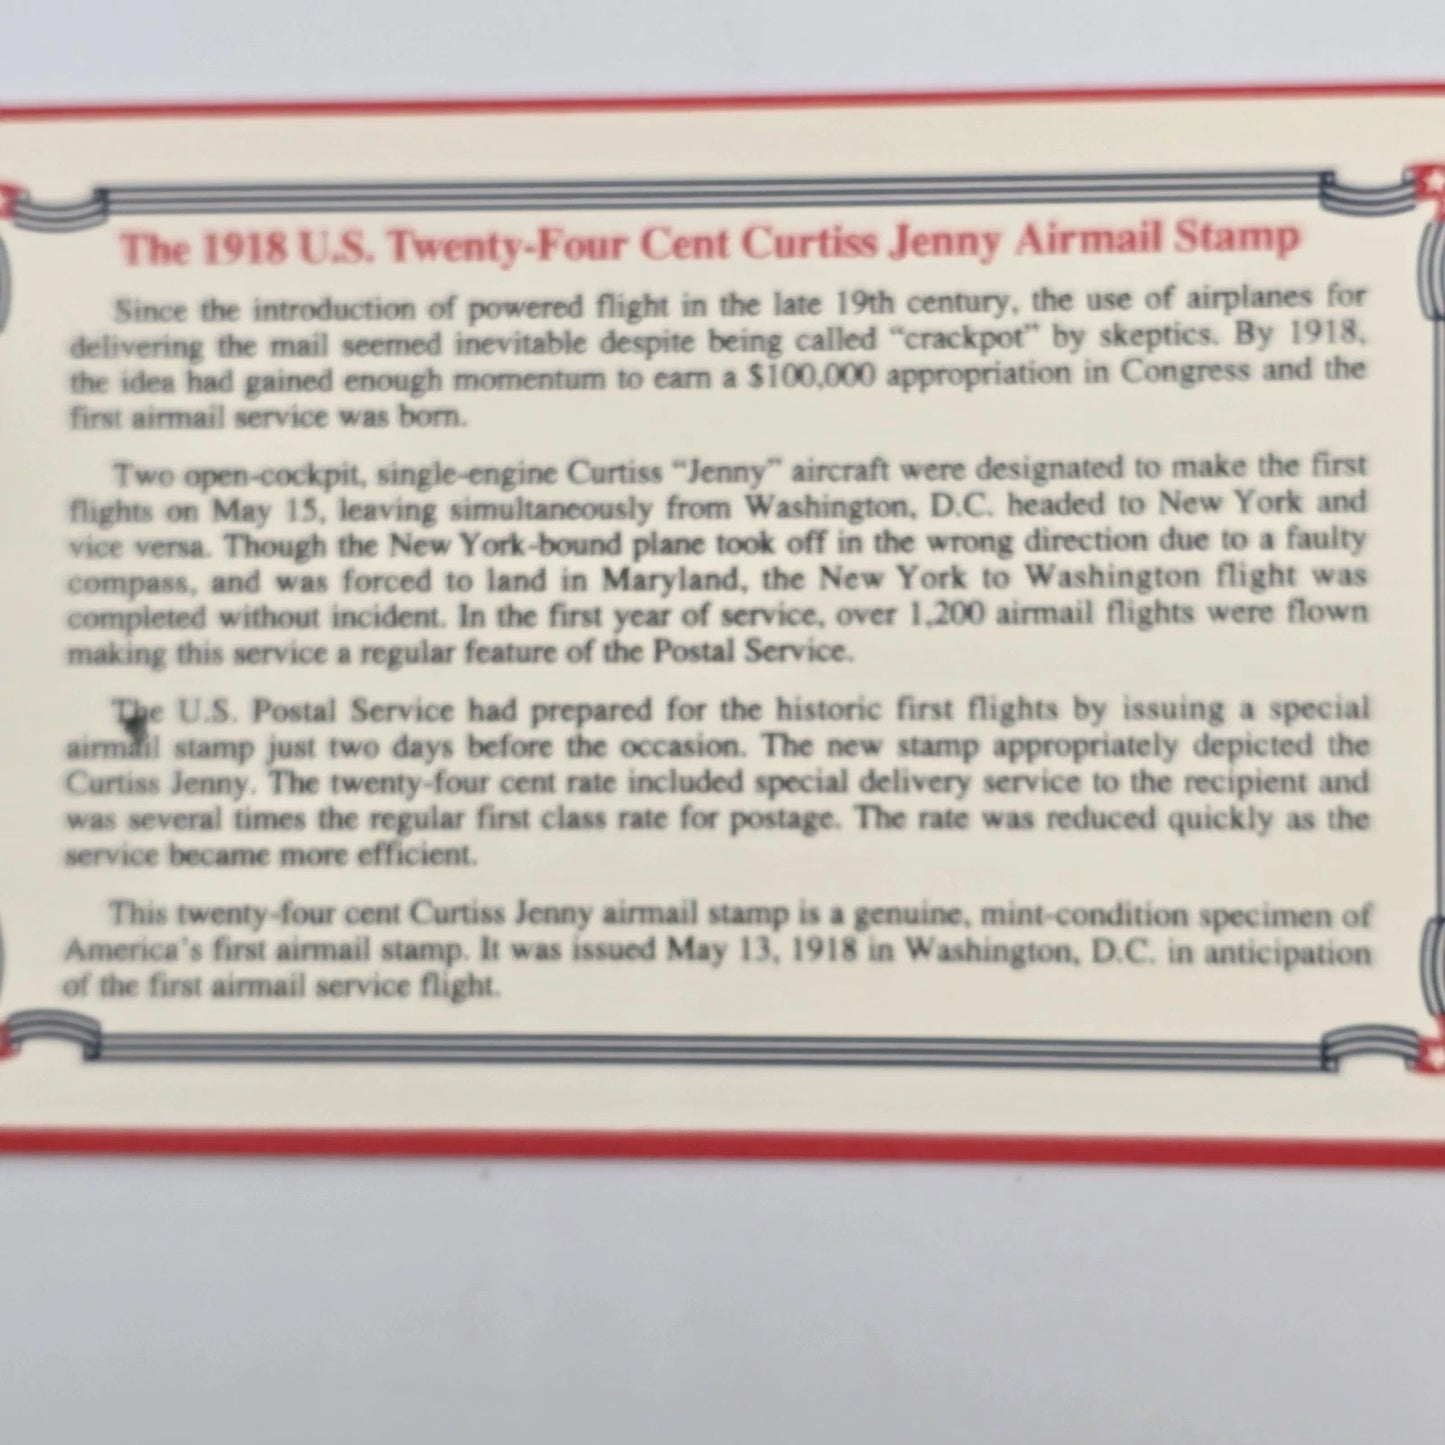 The 1918 U.S. Twenty-Four Cent Curtiss Jenny Airmail Stamp
Since the introduction of powered flight in the late 19th century, the use of airplanes for
delivering the mail seemed inevitable despite being called “crackpot” by skeptics. By 1918,
the idea had gained enough momentum to earn a $100,000 appropriation in Congress and the
first airmail service was born.
Two open-cockpit, single-engine Curtiss “Jenny” aircraft were designated to make the first
flights on May 15, leaving simultaneously from Washington, D.C. headed to New York and
vice versa. Though the New York-bound plane took off in the wrong direction due to a faulty
compass, and was forced to land in Maryland, the New York to Washington flight was
completed without incident. In the first year of service, over 1,200 airmail flights were flown
making this service a regular feature of the Postal Service.
The U.S. Postal Service had prepared for the historic first flights by issuing a special
airmail stamp just two days before the occasion. The new stamp appropriately depicted the
Curtiss Jenny. The twenty-four cent rate included special delivery service to the recipient and
was several times the regular first class rate for postage. The rate was reduced quickly as the
service became more efficient.
This twenty-four cent Curtiss Jenny airmail stamp is a genuine, mint-condition specimen of
America's first airmail stamp. It was issued May 13, 1918 in Washington, D.C. in anticipation
of the first airmail service flight.